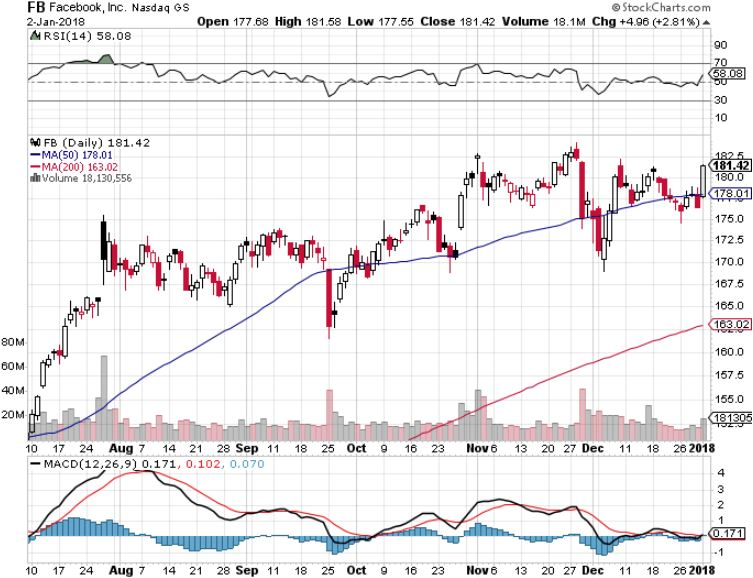 FB Facebook, Inc. Nasdaq GS © StockCharts.com
2-Jan-2018 Open 177.68 High 181.58 Low 177.55 Close 181.42 Volume 18.1M Chg +4.96 (+2.81%)
RSI(14) 58.08
90
70
58.08
50
30
10
FB (Daily) 181.42
MA(50) 178.01
MA(200) 163.02
Volume 18,130,556
182.5
181.42
180.0
178.01
175.0
172.5
170.0
167.5
165.0
163.02
160.0
157.5
155.0
181305
80M
60M
40M
20M
10 17 24 Aug 7 14 21 28 Sep 11 18 25 Oct 9 16 23 Nov 6 13 20 Dec 11 18 26 2018
MACD(12,26,9) 0.171, 0.102, 0.070
4
3
2
1
0.171
-1
10 17 24 Aug 7 14 21 28 Sep 11 18 25 Oct 9 16 23 Nov 6 13 20 Dec 11 18 26 2018